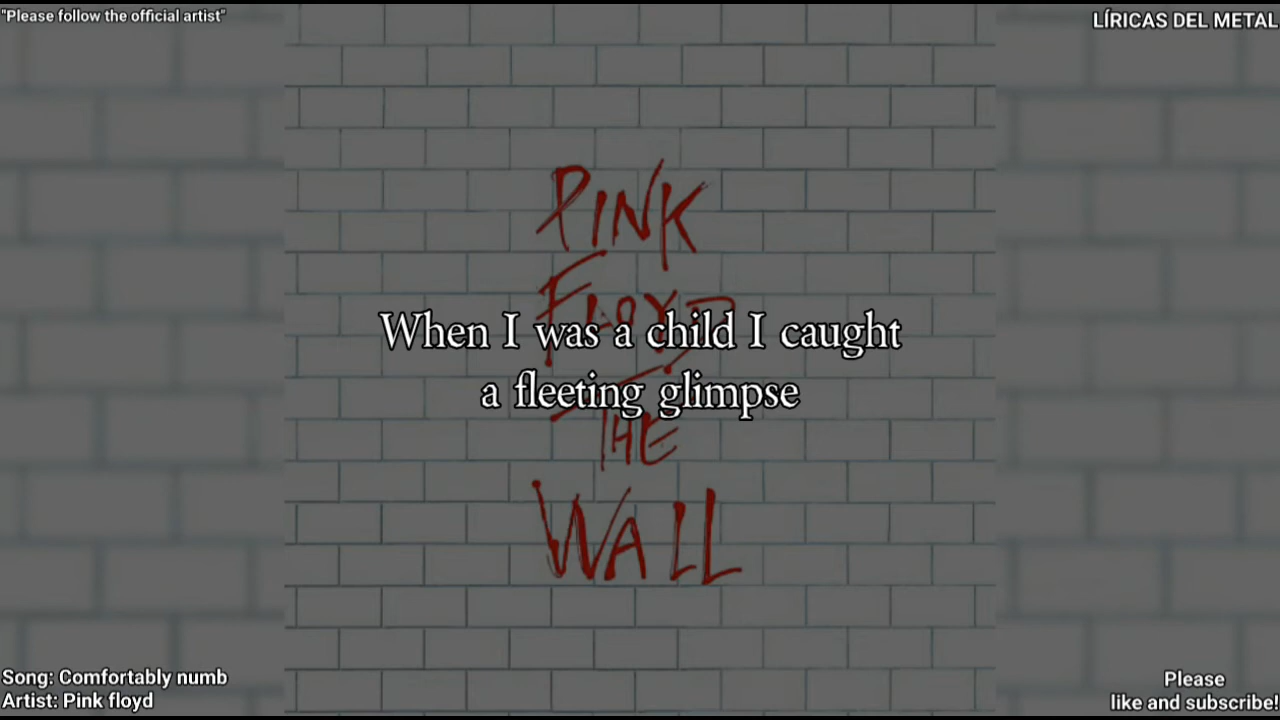 "Please follow the official artist"
LÍRICAS DEL METAL
PINK
FLOYD
When I was a child I caught
a fleeting glimpse
THE
WALL
Song: Comfortably numb
Artist: Pink floyd
Please
like and subscribe!